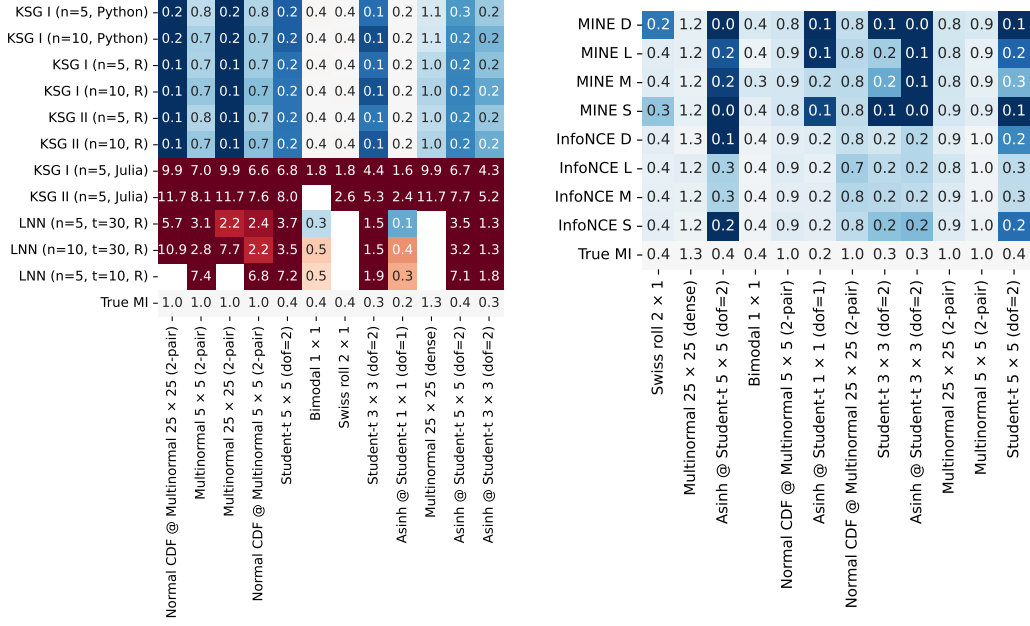 KSG I (n=5, Python) 0.2 0.8 0.2 0.8 0.2 0.4 0.4 0.1 0.2 1.1 0.3 0.2
KSG I (n=10, Python) 0.2 0.7 0.2 0.7 0.2 0.4 0.4 0.1 0.2 1.1 0.2 0.2
KSG I (n=5, R) 0.1 0.7 0.1 0.7 0.2 0.4 0.4 0.1 0.2 1.0 0.2 0.2
KSG I (n=10, R) 0.1 0.7 0.1 0.7 0.2 0.4 0.4 0.1 0.2 1.0 0.2 0.2
KSG II (n=5, R) 0.1 0.8 0.1 0.7 0.2 0.4 0.4 0.1 0.2 1.0 0.2 0.2
KSG II (n=10, R) 0.1 0.7 0.1 0.7 0.2 0.4 0.4 0.1 0.2 1.0 0.2 0.2
KSG I (n=5, Julia) 9.9 7.0 9.9 6.6 6.8 1.8 1.8 4.4 1.6 9.9 6.7 4.3
KSG II (n=5, Julia) 11.7 8.1 11.7 7.6 8.0 2.6 5.3 2.4 11.7 7.7 5.2
LNN (n=5, t=30, R) 5.7 3.1 2.2 2.4 3.7 0.3 1.5 0.1 3.5 1.3
LNN (n=10, t=30, R) 10.9 2.8 7.7 2.2 3.5 0.5 1.5 0.4 3.2 1.3
LNN (n=5, t=10, R) 7.4 6.8 7.2 0.5 1.9 0.3 7.1 1.8
True MI 1.0 1.0 1.0 1.0 0.4 0.4 0.4 0.3 0.2 1.3 0.4 0.3
Normal CDF @ Multinormal 25 × 25 (2-pair)
Multinormal 5 × 5 (2-pair)
Multinormal 25 × 25 (2-pair)
Normal CDF @ Multinormal 5 × 5 (2-pair)
Student-t 5 × 5 (dof=2)
Bimodal 1 × 1
Swiss roll 2 × 1
Student-t 3 × 3 (dof=2)
Asinh @ Student-t 1 × 1 (dof=1)
Multinormal 25 × 25 (dense)
Asinh @ Student-t 5 × 5 (dof=2)
Asinh @ Student-t 3 × 3 (dof=2)
MINE D 0.2 1.2 0.0 0.4 0.8 0.1 0.8 0.1 0.0 0.8 0.9 0.1
MINE L 0.4 1.2 0.0 0.4 0.9 0.1 0.8 0.2 0.1 0.8 0.9 0.2
MINE M 0.4 1.2 0.0 0.3 0.9 0.2 0.8 0.2 0.1 0.8 0.9 0.3
MINE S 0.3 1.2 0.0 0.4 0.8 0.1 0.8 0.1 0.0 0.8 0.9 0.1
InfoNCE D 0.4 1.3 0.1 0.4 0.9 0.2 0.8 0.2 0.2 0.9 1.0 0.2
InfoNCE L 0.4 1.2 0.3 0.4 0.9 0.2 0.7 0.2 0.2 0.9 1.0 0.3
InfoNCE M 0.4 1.2 0.3 0.4 0.9 0.2 0.8 0.2 0.2 0.9 1.0 0.3
InfoNCE S 0.4 1.2 0.2 0.4 0.9 0.2 0.8 0.2 0.2 0.9 1.0 0.2
True MI 0.4 1.3 0.4 0.4 1.0 0.2 1.0 0.3 0.3 1.0 1.0 0.4
Swiss roll 2 × 1
Multinormal 25 × 25 (dense)
Asinh @ Student-t 5 × 5 (dof=2)
Bimodal 1 × 1
Normal CDF @ Multinormal 5 × 5 (2-pair)
Asinh @ Student-t 1 × 1 (dof=1)
Normal CDF @ Multinormal 25 × 25 (2-pair)
Student-t 3 × 3 (dof=2)
Asinh @ Student-t 3 × 3 (dof=2)
Multinormal 25 × 25 (2-pair)
Multinormal 5 × 5 (2-pair)
Student-t 5 × 5 (dof=2)